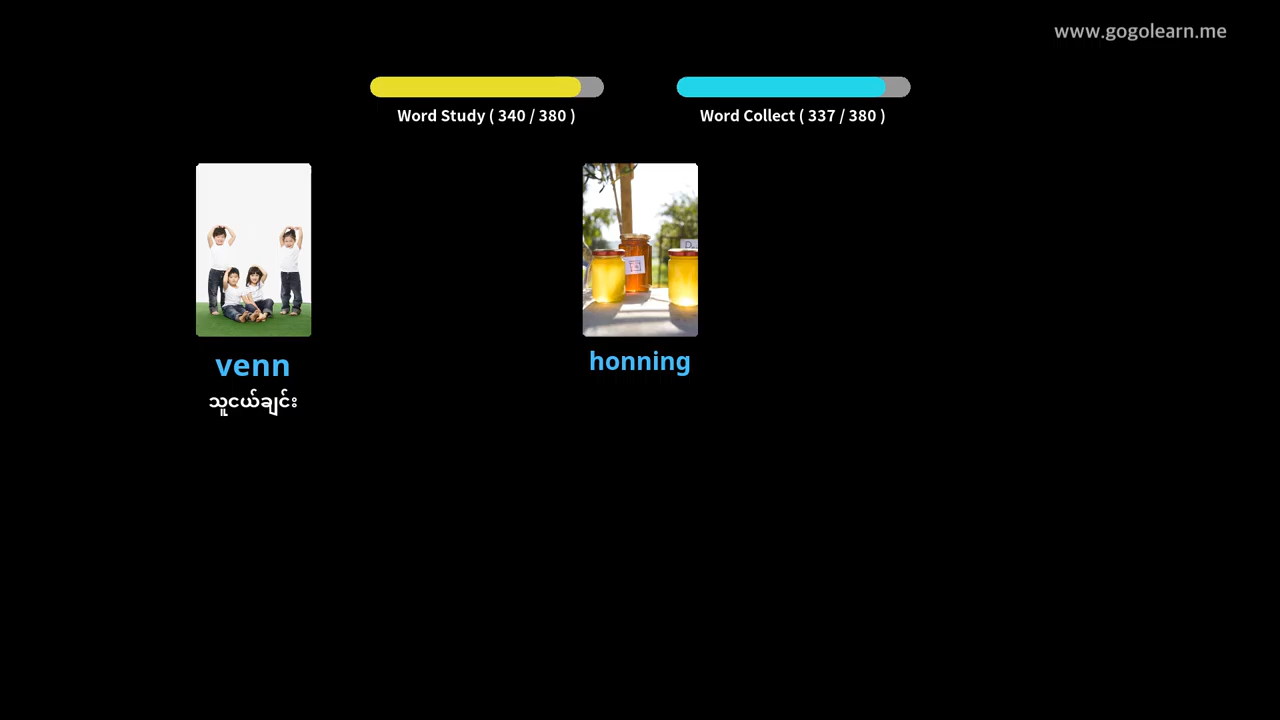 www.gogolearn.me
Word Study ( 340 / 380 )
Word Collect ( 337 / 380 )
venn
honning
သူငယ်ချင်း